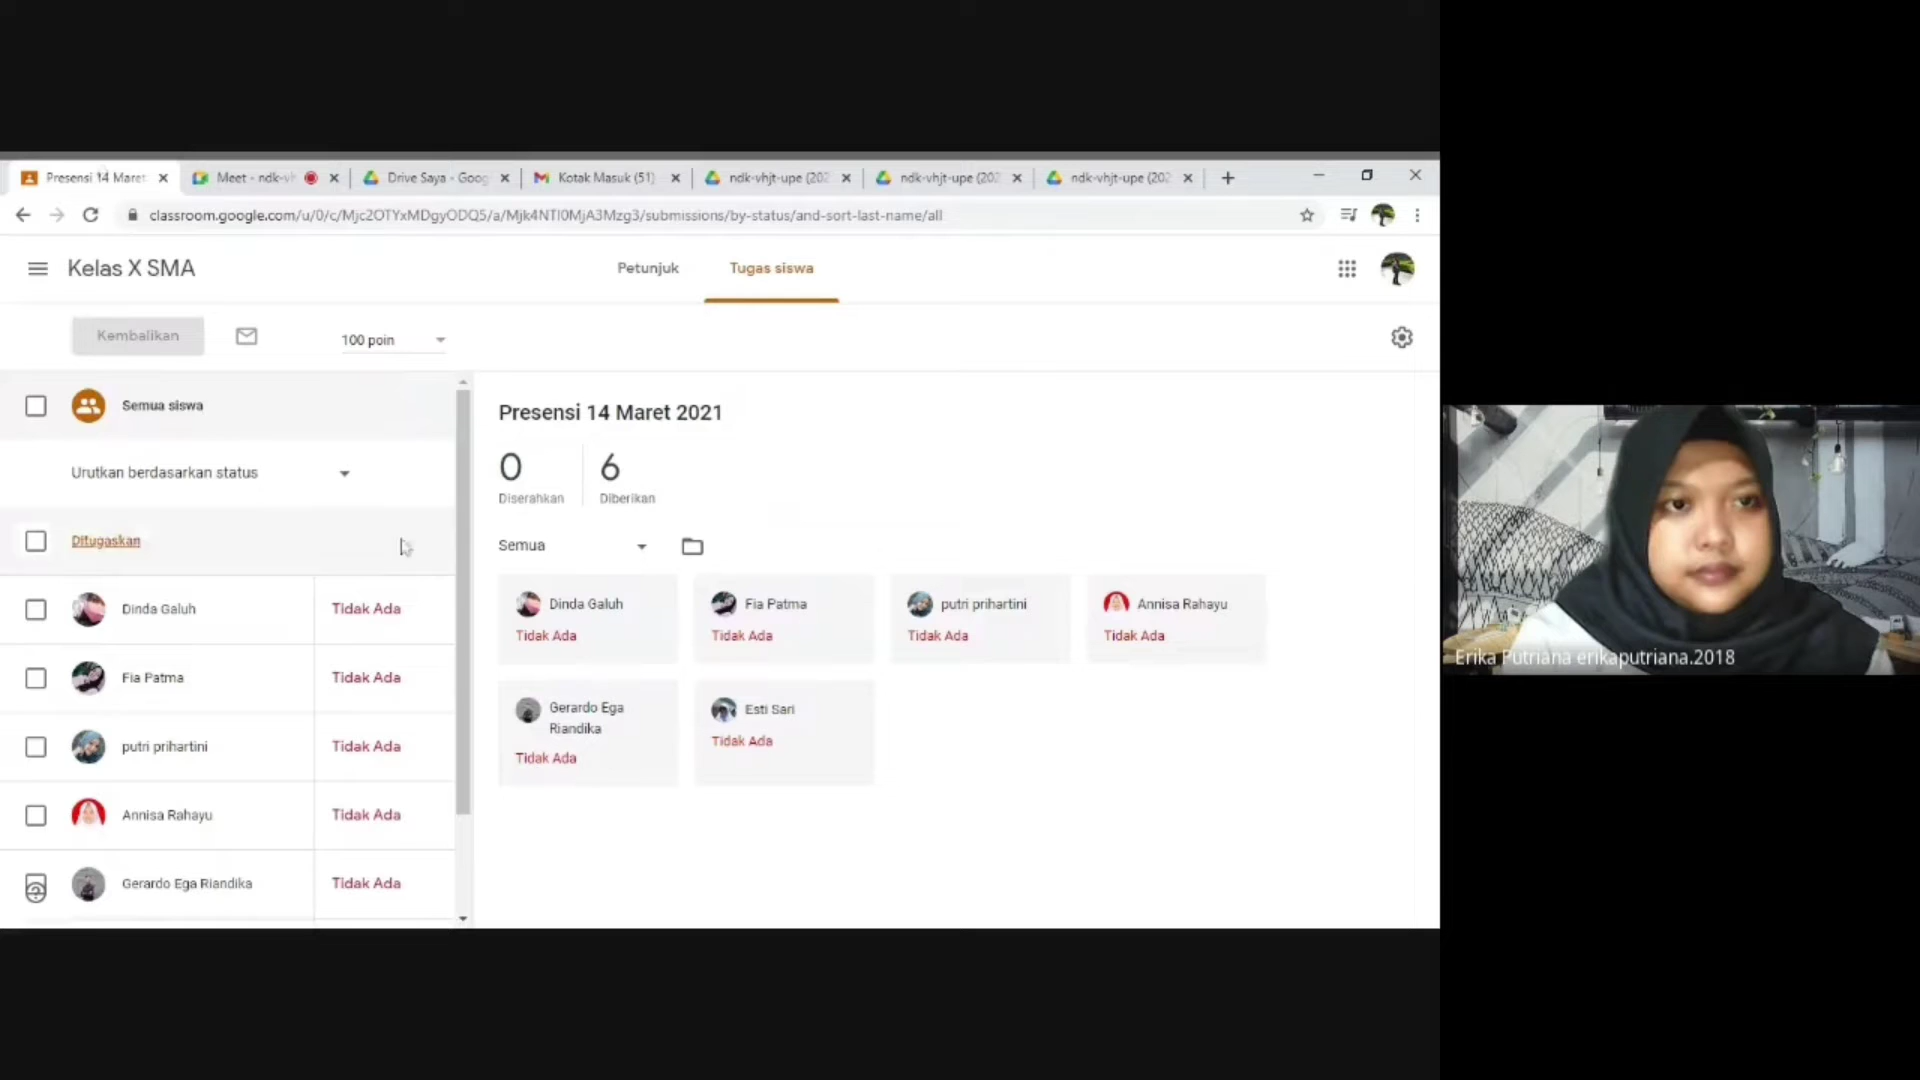 Presensi 14 Maret
Meet - ndk-vh
Drive Saya - Goog
Kotak Masuk (51)
ndk-vhjt-upe (202
ndk-vhjt-upe (202
ndk-vhjt-upe (202
classroom.google.com/u/0/c/Mjc2OTYxMDgyODQ5/a/Mjk4NTI0MjA3Mzg3/submissions/by-status/and-sort-last-name/all
Kelas X SMA
Petunjuk
Tugas siswa
Kembalikan
100 poin
Semua siswa
Urutkan berdasarkan status
Ditugaskan
Dinda Galuh
Tidak Ada
Fia Patma
Tidak Ada
putri prihartini
Tidak Ada
Annisa Rahayu
Tidak Ada
Gerardo Ega Riandika
Tidak Ada
Presensi 14 Maret 2021
0
Diserahkan
6
Diberikan
Semua
Dinda Galuh
Tidak Ada
Fia Patma
Tidak Ada
putri prihartini
Tidak Ada
Annisa Rahayu
Tidak Ada
Gerardo Ega
Riandika
Tidak Ada
Esti Sari
Tidak Ada
Erika Putriana erikaputriana.2018